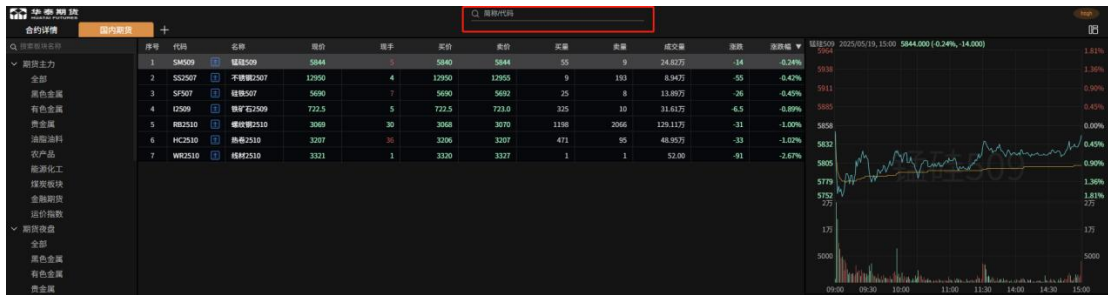 华泰期货
HUATAI FUTURES
简称/代码
合约详情 国内期货 +
搜索板块名称
期货主力
全部
黑色金属
有色金属
贵金属
油脂油料
农产品
能源化工
煤炭板块
金融期货
运价指数
期货夜盘
全部
黑色金属
有色金属
贵金属
序号 代码 名称 现价 现手 买价 卖价 买量 卖量 成交量 涨跌 涨跌幅 ▼
1 SM509 主 锰硅509 5844 5 5840 5844 55 9 24.82万 -14 -0.24%
2 SS2507 主 不锈钢2507 12950 4 12950 12955 9 193 8.94万 -55 -0.42%
3 SF507 主 硅铁507 5690 7 5690 5692 25 8 13.89万 -26 -0.45%
4 I2509 主 铁矿石2509 722.5 5 722.5 723.0 325 10 31.61万 -6.5 -0.89%
5 RB2510 主 螺纹钢2510 3069 30 3068 3070 1198 2066 129.11万 -31 -1.00%
6 HC2510 主 热卷2510 3207 36 3206 3207 471 95 48.95万 -33 -1.02%
7 WR2510 主 线材2510 3321 1 3320 3327 1 1 52.00 -91 -2.67%
锰硅509 2025/05/19, 15:00 5844.000 (-0.24%, -14.000)
5964 1.81%
5938 1.36%
5911 0.90%
5885 0.45%
5858 0.00%
5832 0.45%
5805 0.90%
5779 1.36%
5752 1.81%
锰硅509
2万 2万
1万 1万
5000 5000
09:00 09:30 10:00 11:00 11:30 14:00 14:30 15:00